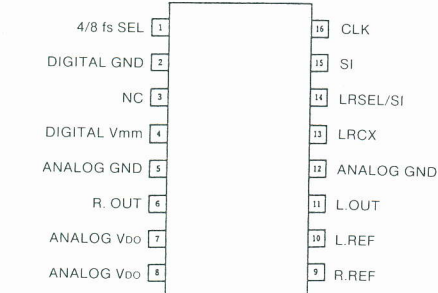 4/8 fs SEL 1
DIGITAL GND 2
NC 3
DIGITAL Vmm 4
ANALOG GND 5
R. OUT 6
ANALOG VDO 7
ANALOG VDO 8
16 CLK
15 SI
14 LRSEL/SI
13 LRCX
12 ANALOG GND
11 L.OUT
10 L.REF
9 R.REF